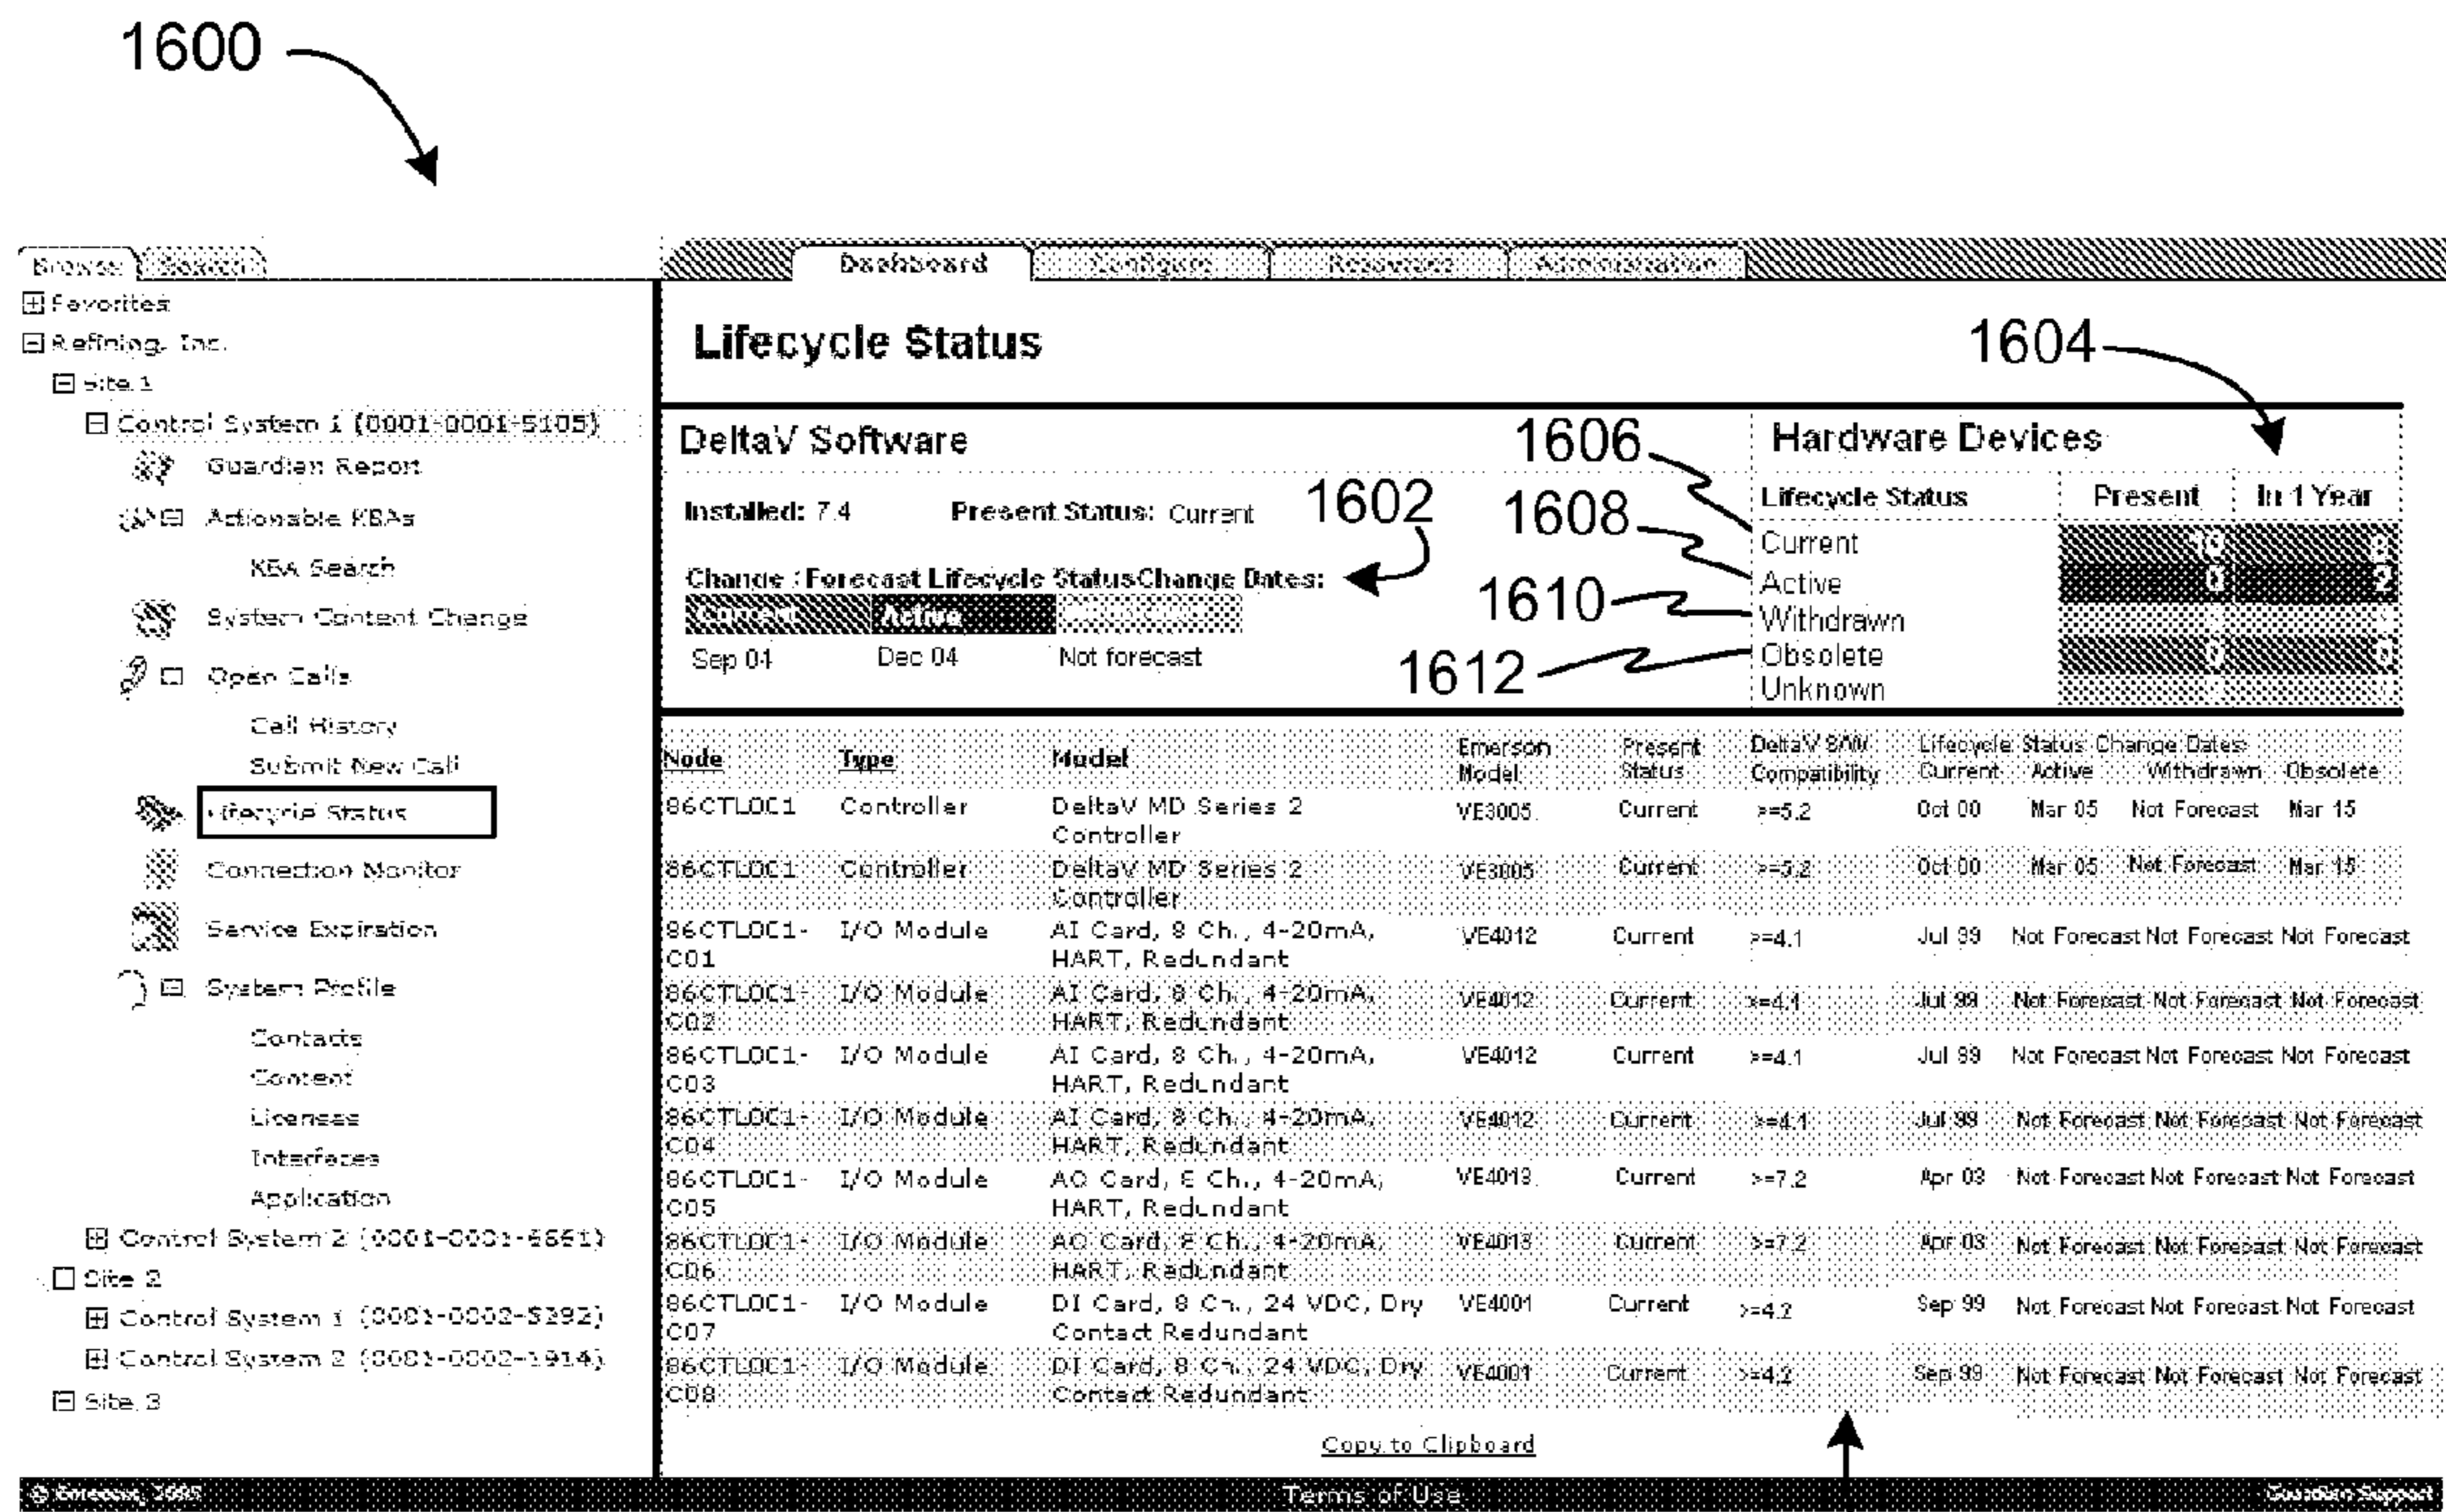 1600
Browse Search
Dashboard Configure Resources Administration
Favorites
Refining, Inc.
Site 1
Control System 1 (0001-0001-5105)
Guardian Report
Actionable KBAs
KBA Search
System Content Change
Open Calls
Call History
Submit New Call
Lifecycle Status
Connection Monitor
Service Expiration
System Profile
Contacts
Content
Licenses
Interfaces
Application
Control System 2 (0001-0001-6661)
Site 2
Control System 1 (0001-0002-5292)
Control System 2 (0001-0002-1914)
Site 3
Lifecycle Status
1604
DeltaV Software
Installed: 7.4 Present Status: Current
1602
Change / Forecast Lifecycle StatusChange Dates:
Current Active
Sep 04 Dec 04 Not forecast
1606
1608
1610
1612
Hardware Devices
Lifecycle Status Present In 1 Year
Current 10
Active 0 2
Withdrawn
Obsolete 0 0
Unknown
Node Type Model Emerson Model Present Status DeltaV S/W Compatibility Lifecycle Status Change Dates:
Current Active Withdrawn Obsolete
86CTLOC1 Controller DeltaV MD Series 2 Controller VE3005 Current >=5.2 Oct 00 Mar 05 Not Forecast Mar 15
86CTLOC1 Controller DeltaV MD Series 2 Controller VE3005 Current >=5.2 Oct 00 Mar 05 Not Forecast Mar 15
86CTLOC1-C01 I/O Module AI Card, 8 Ch., 4-20mA, HART, Redundant VE4012 Current >=4.1 Jul 99 Not Forecast Not Forecast Not Forecast
86CTLOC1-C02 I/O Module AI Card, 8 Ch., 4-20mA, HART, Redundant VE4012 Current >=4.1 Jul 99 Not Forecast Not Forecast Not Forecast
86CTLOC1-C03 I/O Module AI Card, 8 Ch., 4-20mA, HART, Redundant VE4012 Current >=4.1 Jul 99 Not Forecast Not Forecast Not Forecast
86CTLOC1-C04 I/O Module AI Card, 8 Ch., 4-20mA, HART, Redundant VE4012 Current >=4.1 Jul 99 Not Forecast Not Forecast Not Forecast
86CTLOC1-C05 I/O Module AO Card, 8 Ch., 4-20mA, HART, Redundant VE4013 Current >=7.2 Apr 03 Not Forecast Not Forecast Not Forecast
86CTLOC1-C06 I/O Module AO Card, 8 Ch., 4-20mA, HART, Redundant VE4013 Current >=7.2 Apr 03 Not Forecast Not Forecast Not Forecast
86CTLOC1-C07 I/O Module DI Card, 8 Ch., 24 VDC, Dry Contact Redundant VE4001 Current >=4.2 Sep 99 Not Forecast Not Forecast Not Forecast
86CTLOC1-C08 I/O Module DI Card, 8 Ch., 24 VDC, Dry Contact Redundant VE4001 Current >=4.2 Sep 99 Not Forecast Not Forecast Not Forecast
Copy to Clipboard
© Emerson, 2005 Terms of Use Guardian Support